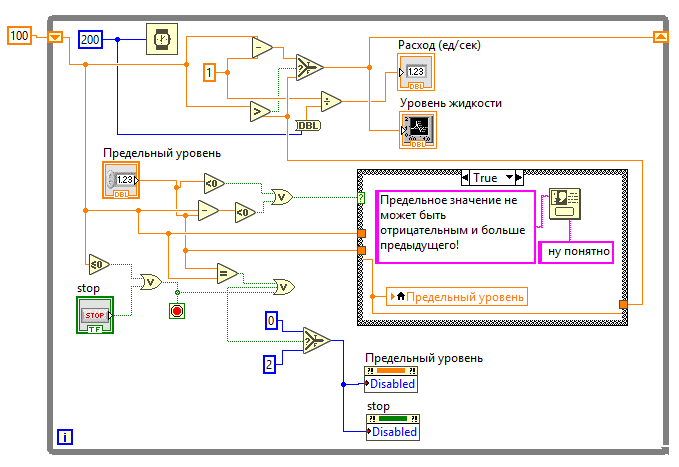 100
200
Расход (ед/сек)
1.23
DBL
1
Уровень жидкости
DBL
DBL
Предельный уровень
1.23
DBL
True
<0
Предельное значение не
может быть
отрицательным и больше
предыдущего!
?
V
<0
ну понятно
≤0
V
=
V
stop
STOP
TF
Предельный уровень
0
2
T
?
F
T
?
F
Предельный уровень
?! ?!
Disabled
stop
?! ?!
Disabled
i